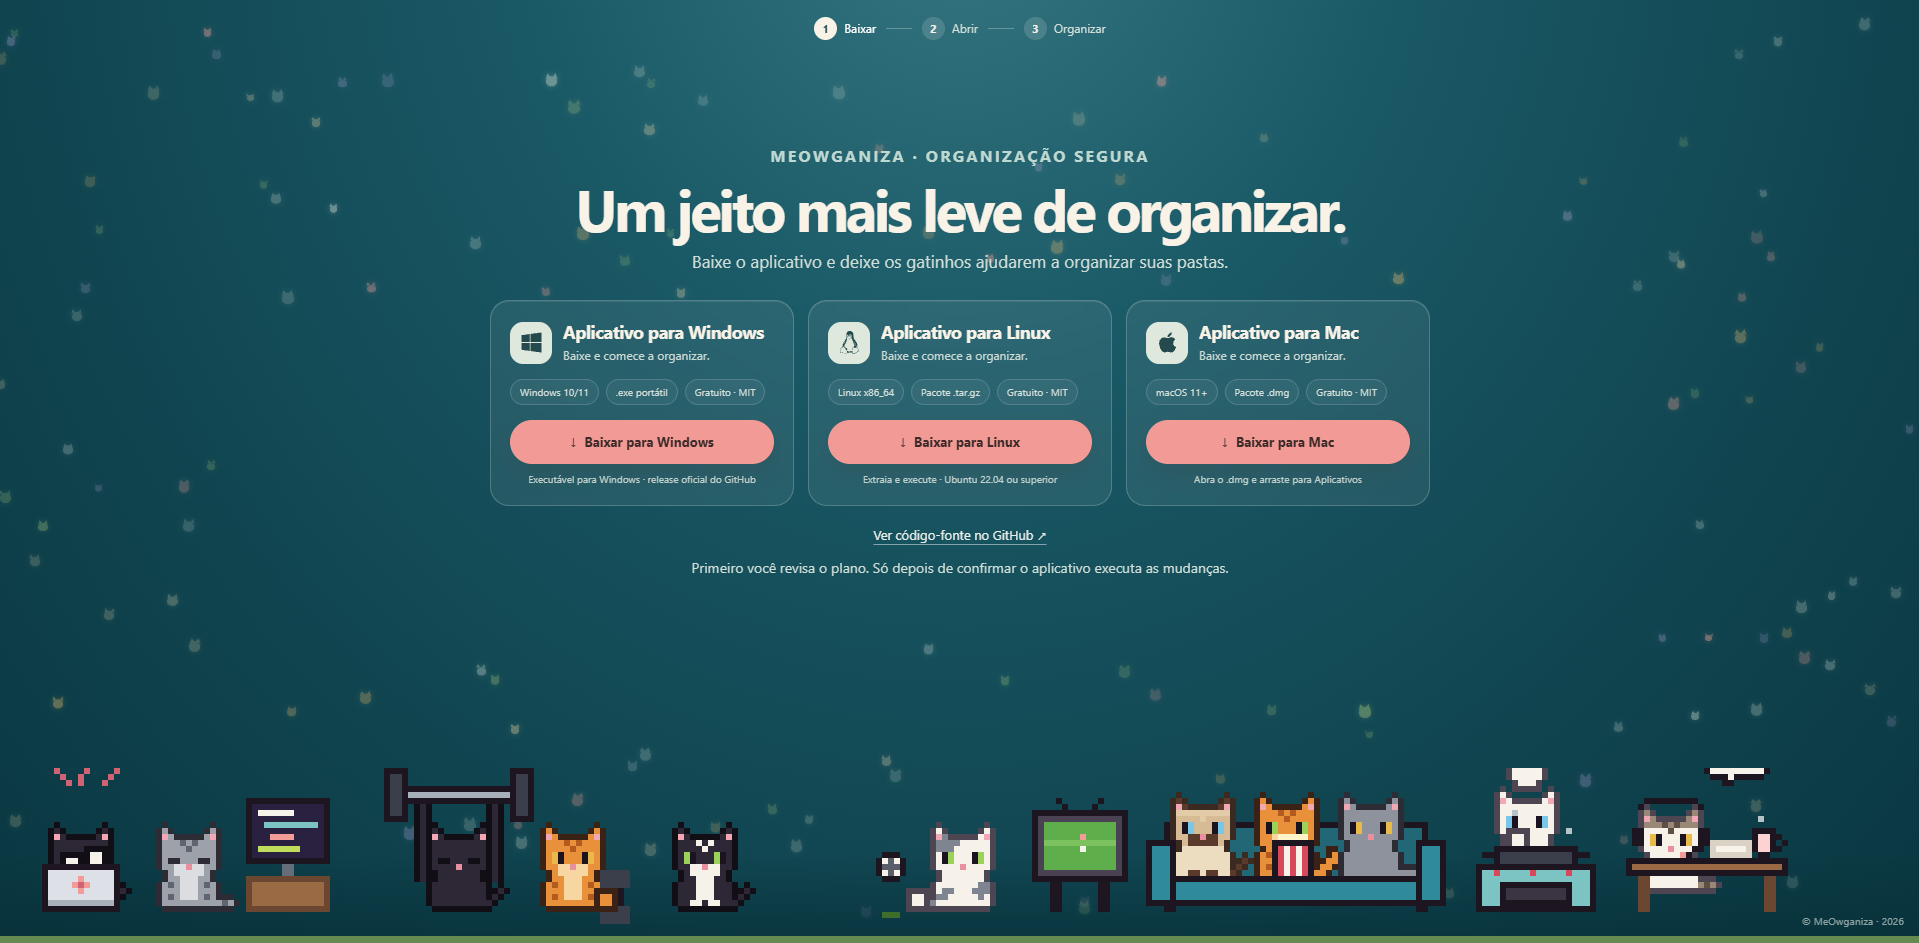 1 Baixar 2 Abrir 3 Organizar
MEOWGANIZA · ORGANIZAÇÃO SEGURA
Um jeito mais leve de organizar.
Baixe o aplicativo e deixe os gatinhos ajudarem a organizar suas pastas.
Aplicativo para Windows
Baixe e comece a organizar.
Windows 10/11 .exe portátil Gratuito · MIT
↓ Baixar para Windows
Executável para Windows · release oficial do GitHub
Aplicativo para Linux
Baixe e comece a organizar.
Linux x86_64 Pacote .tar.gz Gratuito · MIT
↓ Baixar para Linux
Extraia e execute · Ubuntu 22.04 ou superior
Aplicativo para Mac
Baixe e comece a organizar.
macOS 11+ Pacote .dmg Gratuito · MIT
↓ Baixar para Mac
Abra o .dmg e arraste para Aplicativos
Ver código-fonte no GitHub ↗
Primeiro você revisa o plano. Só depois de confirmar o aplicativo executa as mudanças.
© MeOwganiza · 2026